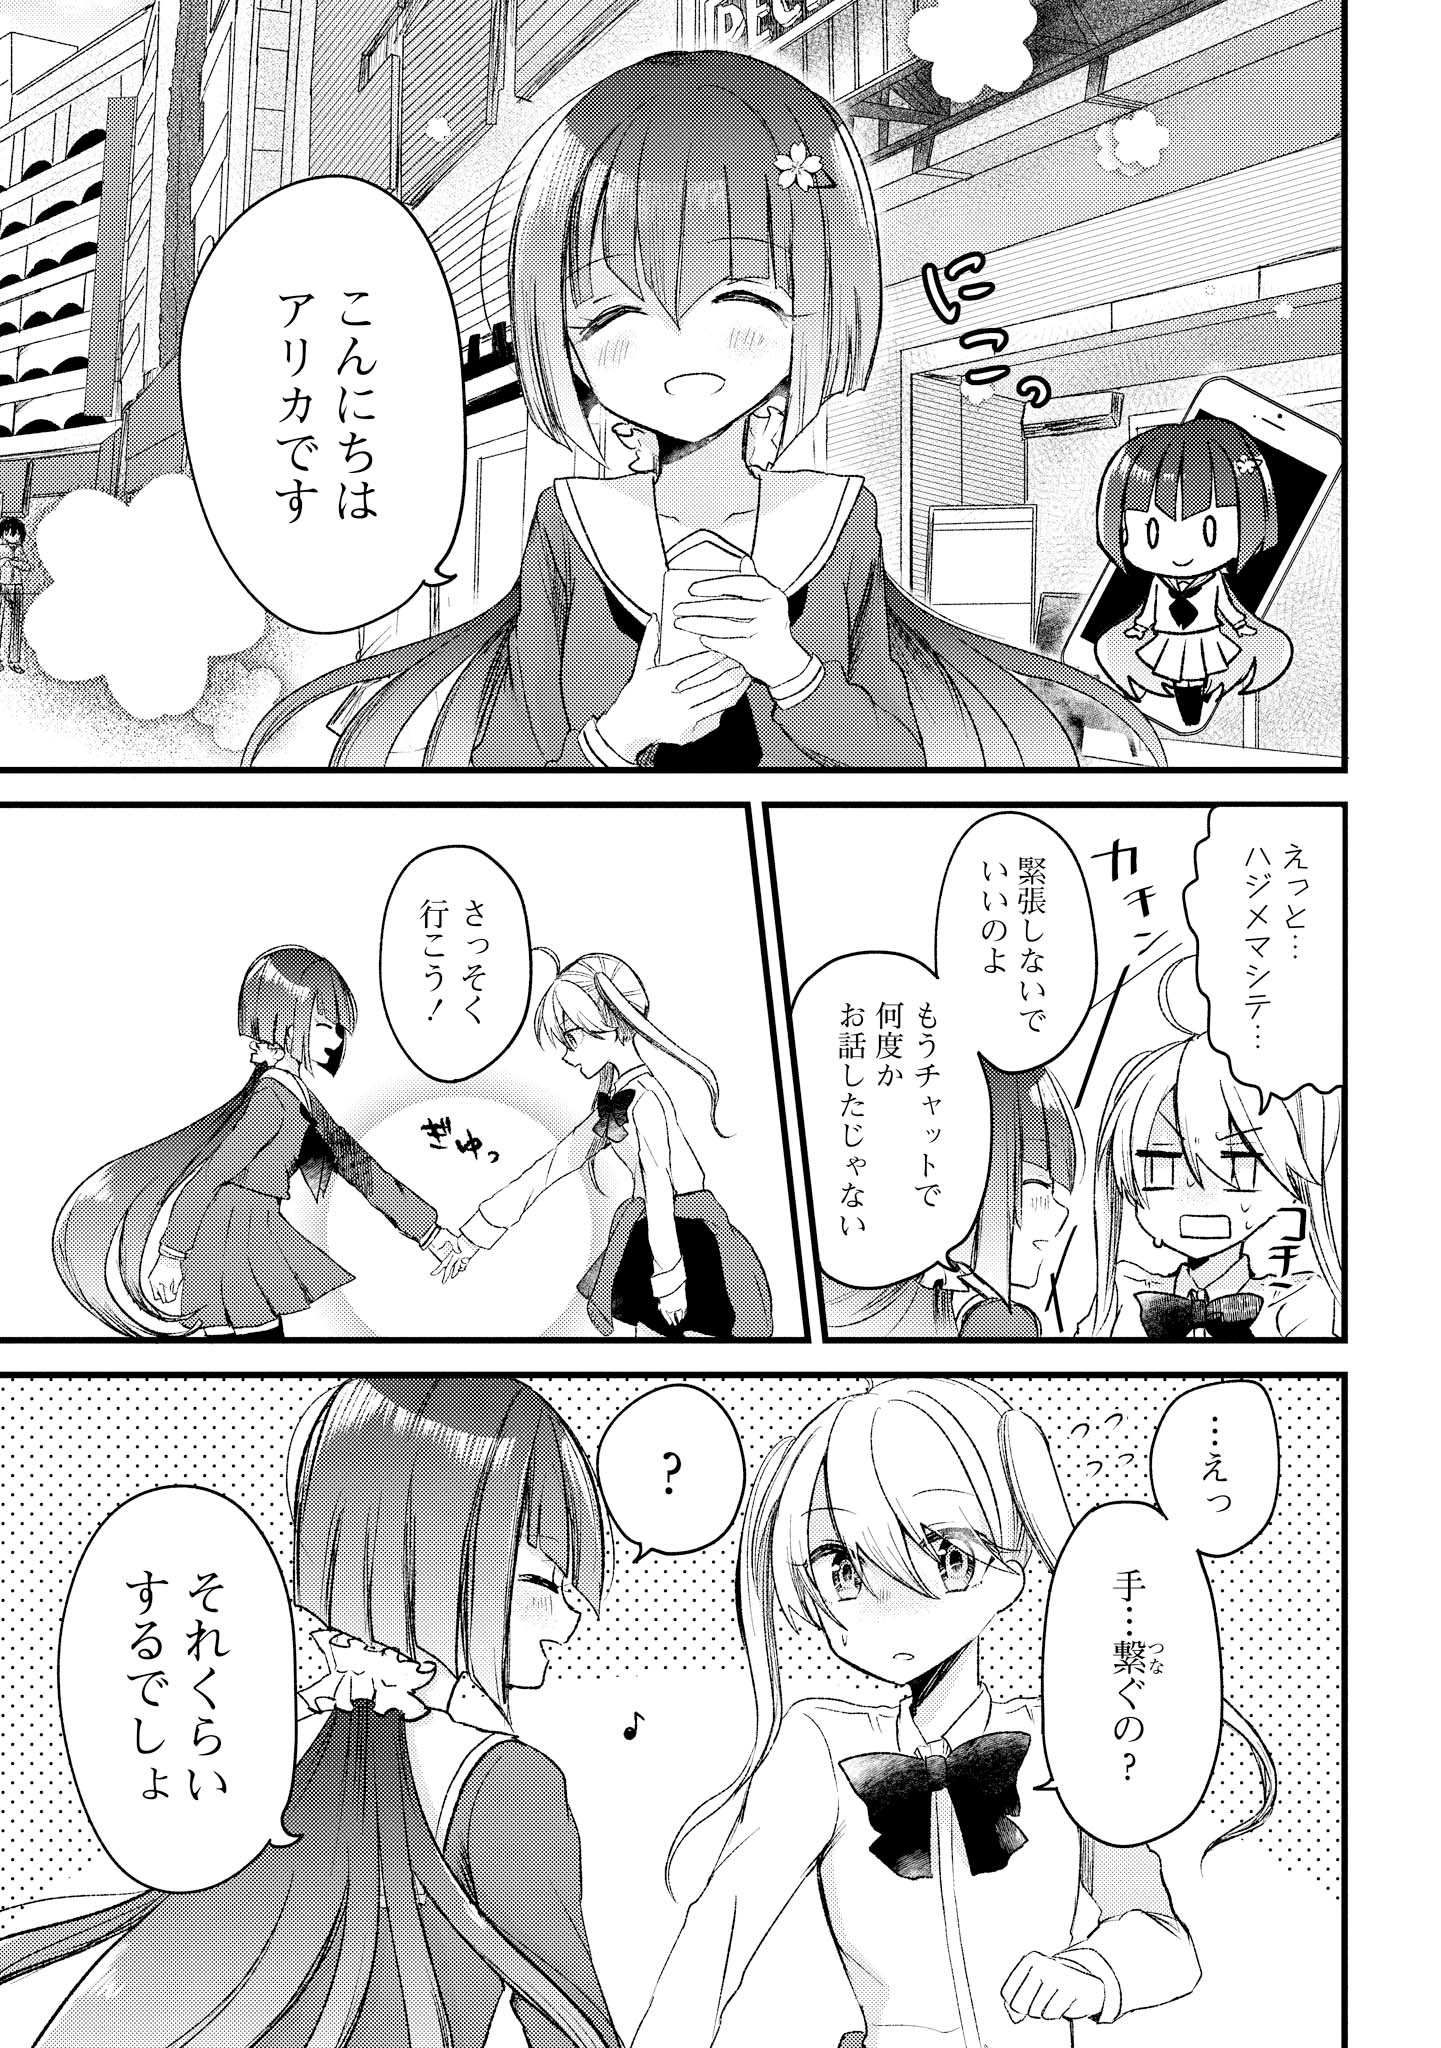 DEC
にこにこっ
こんにちは
アリカです
えっと…
ハジメマシテ…
カチン
コチン
緊張しないで
いいのよ
もうチャットで
何度か
お話したじゃない
さっそく
行こう！
ぎゅっ
…えっ
手…繋ぐの？
つな
？
♪
それくらい
するでしょ